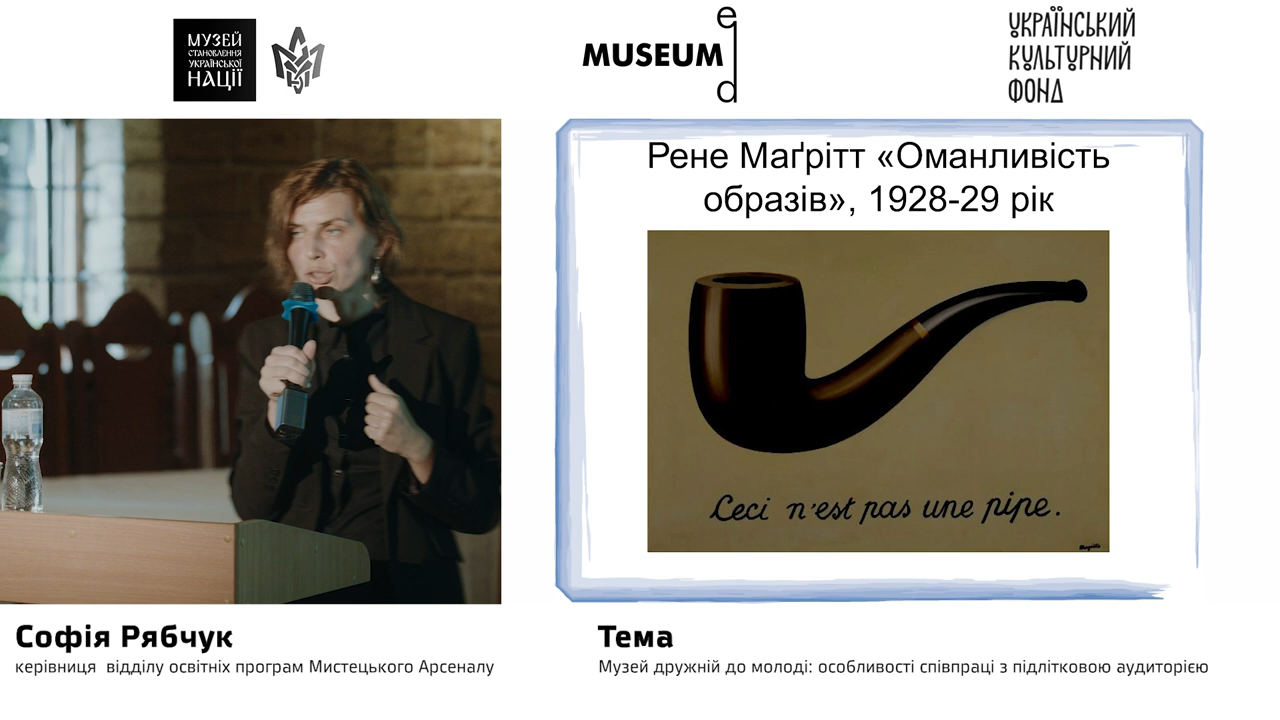 МУЗЕЙ
СТАНОВЛЕННЯ
УКРАЇНСЬКОЇ
НАЦІЇ
MUSEUM
ed
УКРАЇНСЬКИЙ
КУЛЬТУРНИЙ
ФОНД
Рене Маґрітт «Оманливість
образів», 1928-29 рік
Ceci n'est pas une pipe.
Magritte
Софія Рябчук
керівниця відділу освітніх програм Мистецького Арсеналу
Тема
Музей дружній до молоді: особливості співпраці з підлітковою аудиторією